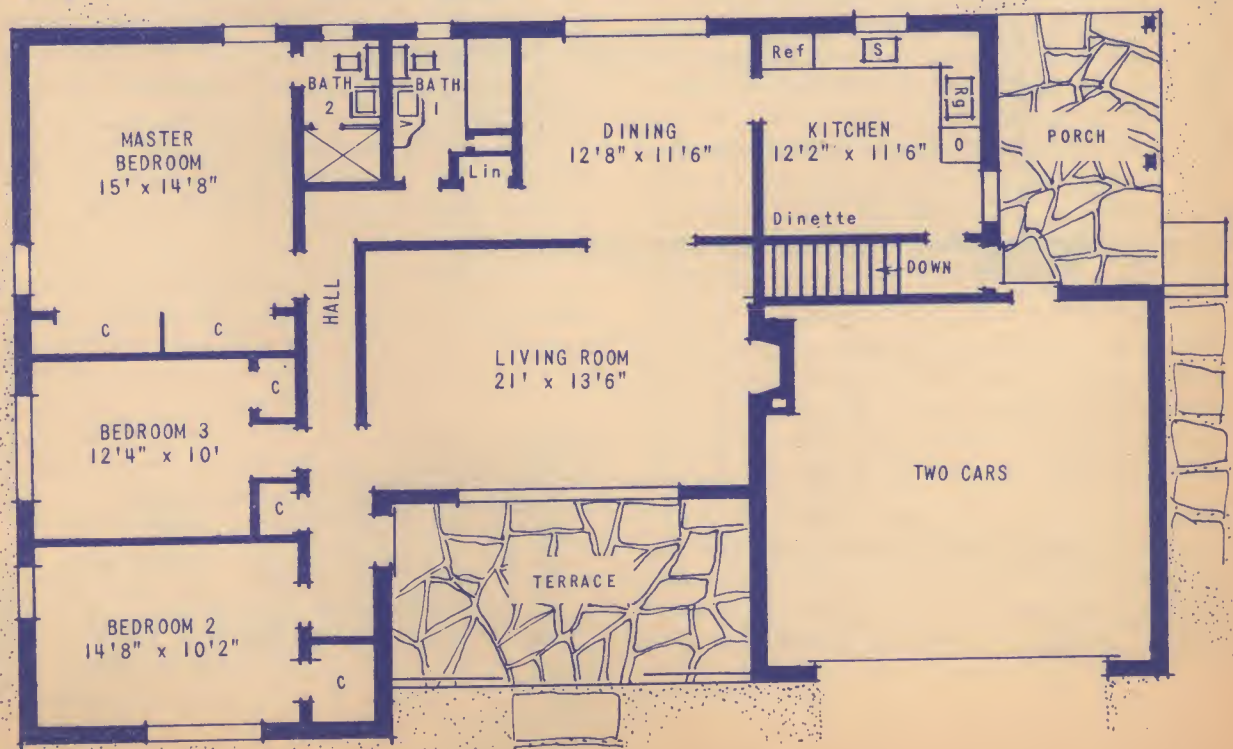 MASTER
BEDROOM
15' x 14'8"
BATH
2
BATH
1
Lin
DINING
12'8" x 11'6"
Ref
S
Rg
O
KITCHEN
12'2" x 11'6"
Dinette
PORCH
DOWN
HALL
C
C
C
LIVING ROOM
21' x 13'6"
BEDROOM 3
12'4" x 10'
C
TWO CARS
TERRACE
BEDROOM 2
14'8" x 10'2"
C